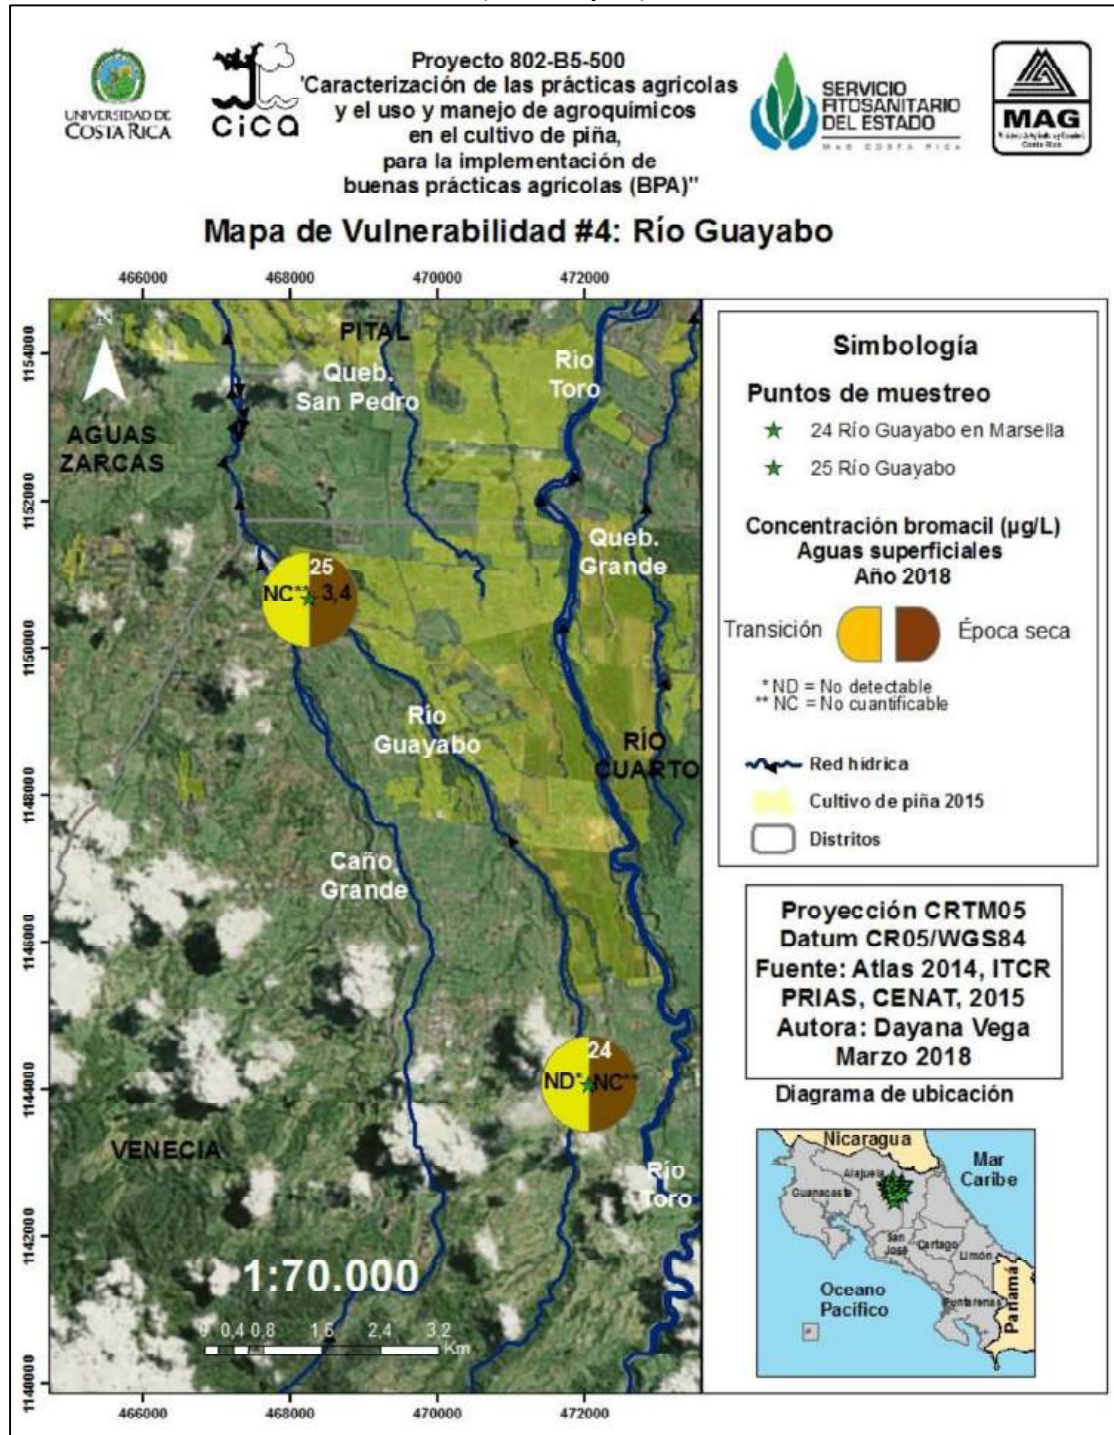 UNIVERSIDAD DE
COSTA RICA
CICA
Proyecto 802-B5-500
"Caracterización de las prácticas agrícolas
y el uso y manejo de agroquímicos
en el cultivo de piña,
para la implementación de
buenas prácticas agrícolas (BPA)"
SERVICIO
FITOSANITARIO
DEL ESTADO
MAG COSTA RICA
MAG
Costa Rica
Mapa de Vulnerabilidad #4: Río Guayabo
466000 468000 470000 472000
1154000
1152000
1150000
1148000
1146000
1144000
1142000
1140000
N
PITAL
Queb.
San Pedro
Río
Toro
AGUAS
ZARCAS
Queb.
Grande
25
NC** 3,4
Río
Guayabo
RÍO
CUARTO
Caño
Grande
24
ND* NC**
VENECIA
Río
Toro
1:70.000
0 0,4 0,8 1,6 2,4 3,2
Km
466000 468000 470000 472000
Simbología
Puntos de muestreo
24 Río Guayabo en Marsella
25 Río Guayabo
Concentración bromacil (µg/L)
Aguas superficiales
Año 2018
Transición Época seca
* ND = No detectable
** NC = No cuantificable
Red hídrica
Cultivo de piña 2015
Distritos
Proyección CRTM05
Datum CR05/WGS84
Fuente: Atlas 2014, ITCR
PRIAS, CENAT, 2015
Autora: Dayana Vega
Marzo 2018
Diagrama de ubicación
Nicaragua
Mar
Caribe
Alajuela
Guanacaste
San
José
Cartago
Limón
Oceano
Pacífico
Puntarenas
Panamá